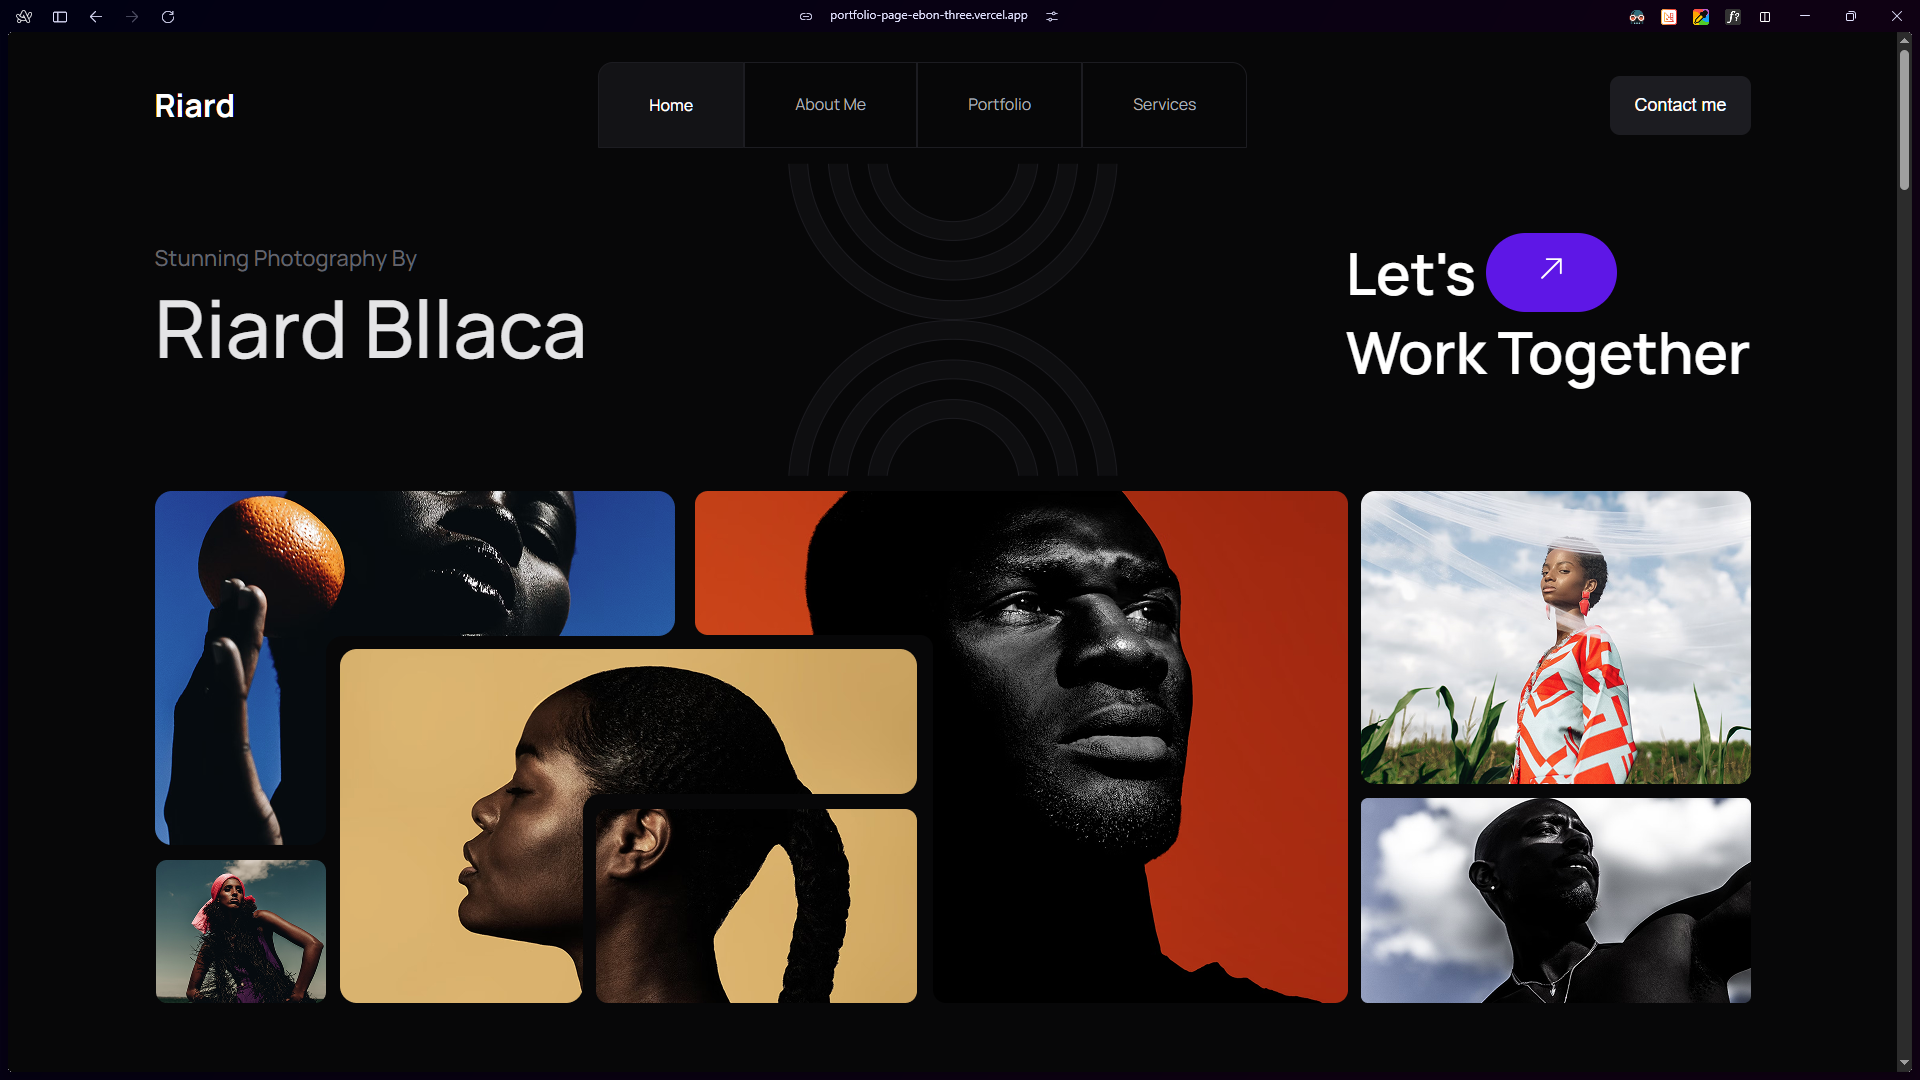 portfolio-page-ebon-three.vercel.app
Riard
Home
About Me
Portfolio
Services
Contact me
Stunning Photography By
Riard Bllaca
Let's
Work Together